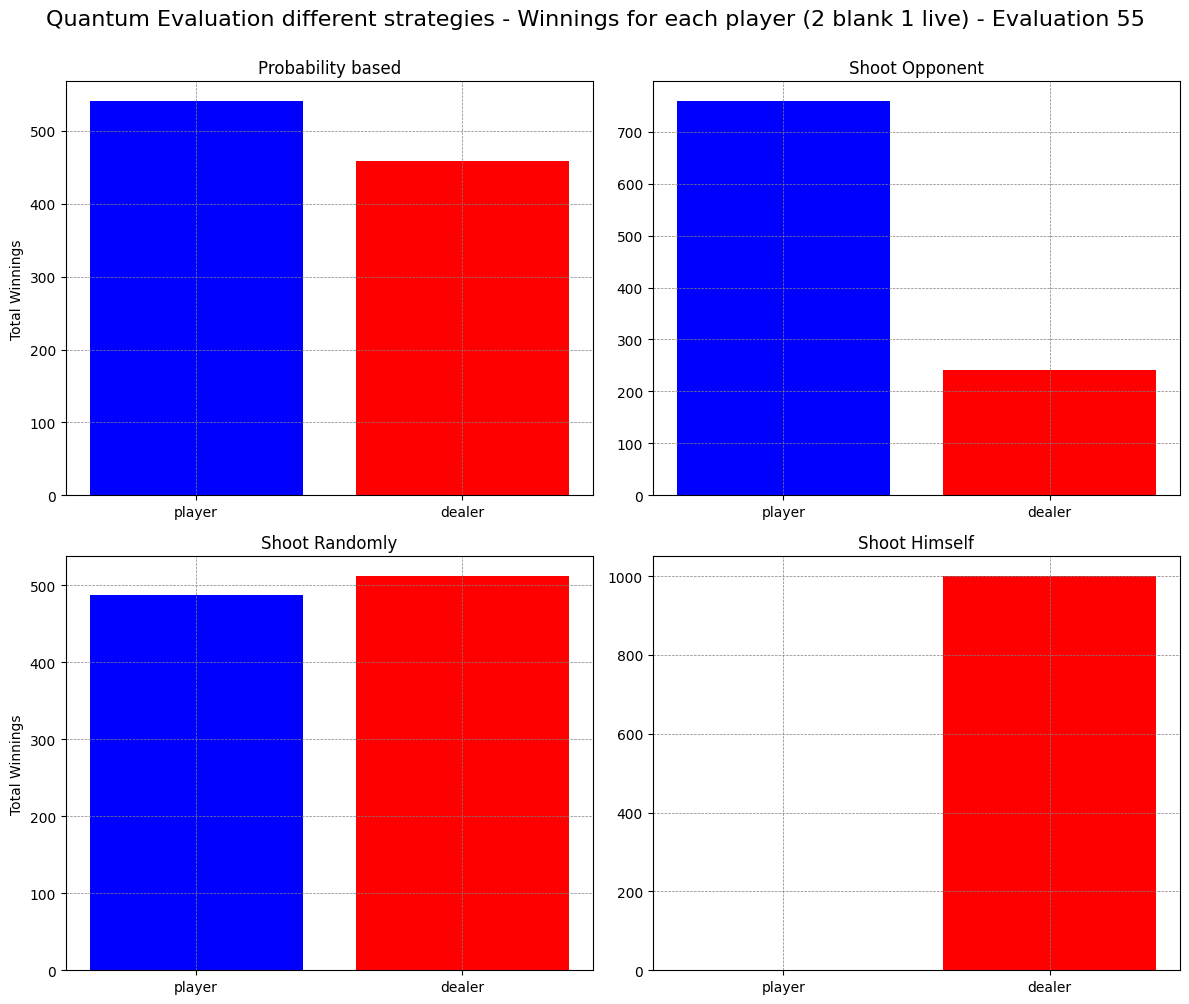 Quantum Evaluation different strategies - Winnings for each player (2 blank 1 live) - Evaluation 55
Probability based
Total Winnings
500
400
300
200
100
0
player dealer
Shoot Opponent
700
600
500
400
300
200
100
0
player dealer
Shoot Randomly
Total Winnings
500
400
300
200
100
0
player dealer
Shoot Himself
1000
800
600
400
200
0
player dealer